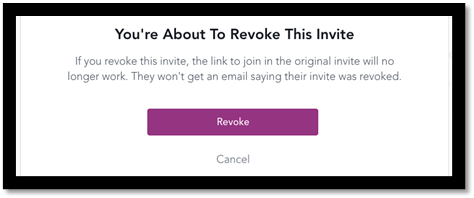 You're About To Revoke This Invite
If you revoke this invite, the link to join in the original invite will no
longer work. They won't get an email saying their invite was revoked.
Revoke
Cancel